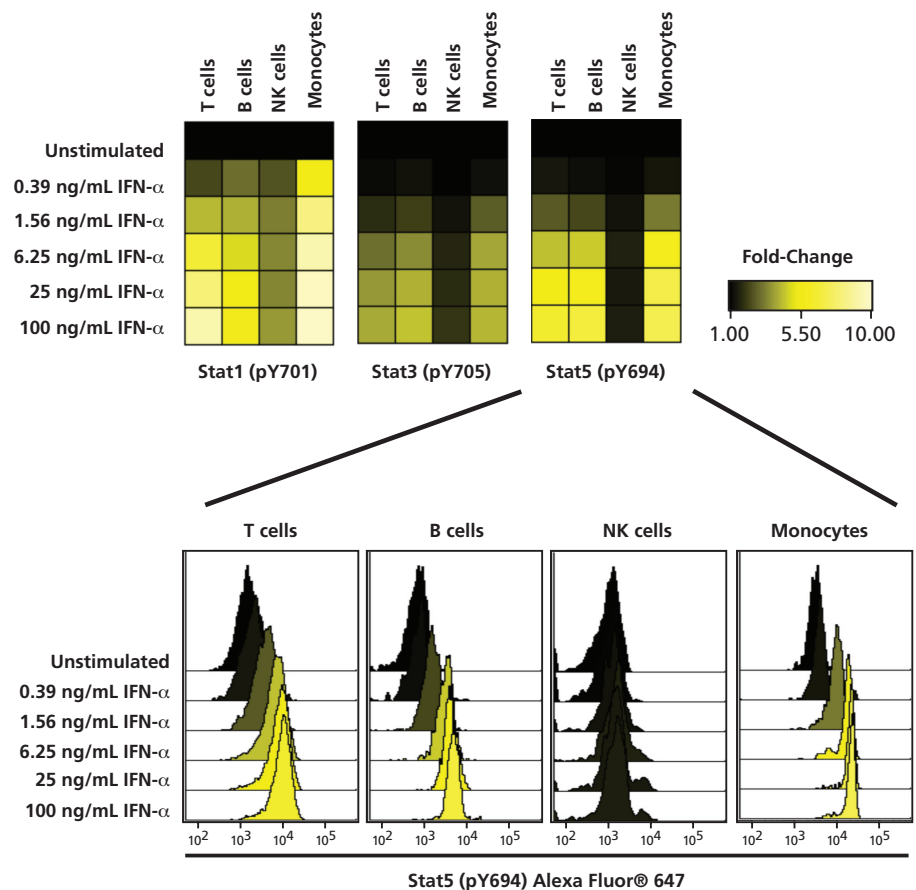 T cells
B cells
NK cells
Monocytes
T cells
B cells
NK cells
Monocytes
T cells
B cells
NK cells
Monocytes
Unstimulated
0.39 ng/mL IFN-α
1.56 ng/mL IFN-α
6.25 ng/mL IFN-α
25 ng/mL IFN-α
100 ng/mL IFN-α
Fold-Change
1.00 5.50 10.00
Stat1 (pY701) Stat3 (pY705) Stat5 (pY694)
T cells B cells NK cells Monocytes
Unstimulated
0.39 ng/mL IFN-α
1.56 ng/mL IFN-α
6.25 ng/mL IFN-α
25 ng/mL IFN-α
100 ng/mL IFN-α
10² 10³ 10⁴ 10⁵ 10² 10³ 10⁴ 10⁵ 10² 10³ 10⁴ 10⁵ 10² 10³ 10⁴ 10⁵
Stat5 (pY694) Alexa Fluor® 647